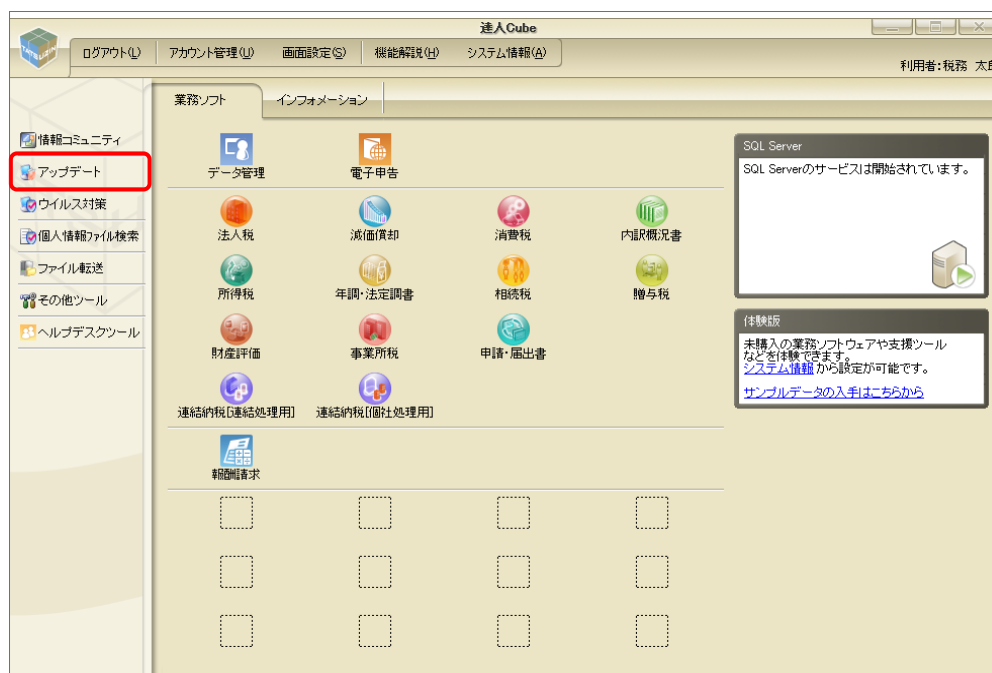 達人Cube
ログアウト(L) アカウント管理(U) 画面設定(S) 機能解説(H) システム情報(A)
利用者:税務 太郎
業務ソフト インフォメーション
情報コミュニティ
アップデート
ウイルス対策
個人情報ファイル検索
ファイル転送
その他ツール
ヘルプデスクツール
データ管理 電子申告
法人税 減価償却 消費税 内訳概況書
所得税 年調・法定調書 相続税 贈与税
財産評価 事業所税 申請・届出書
連結納税[連結処理用] 連結納税[個社処理用]
報酬請求
SQL Server
SQL Serverのサービスは開始されています。
体験版
未購入の業務ソフトウェアや支援ツール
などを体験できます。
システム情報 から設定が可能です。
サンプルデータの入手はこちらから